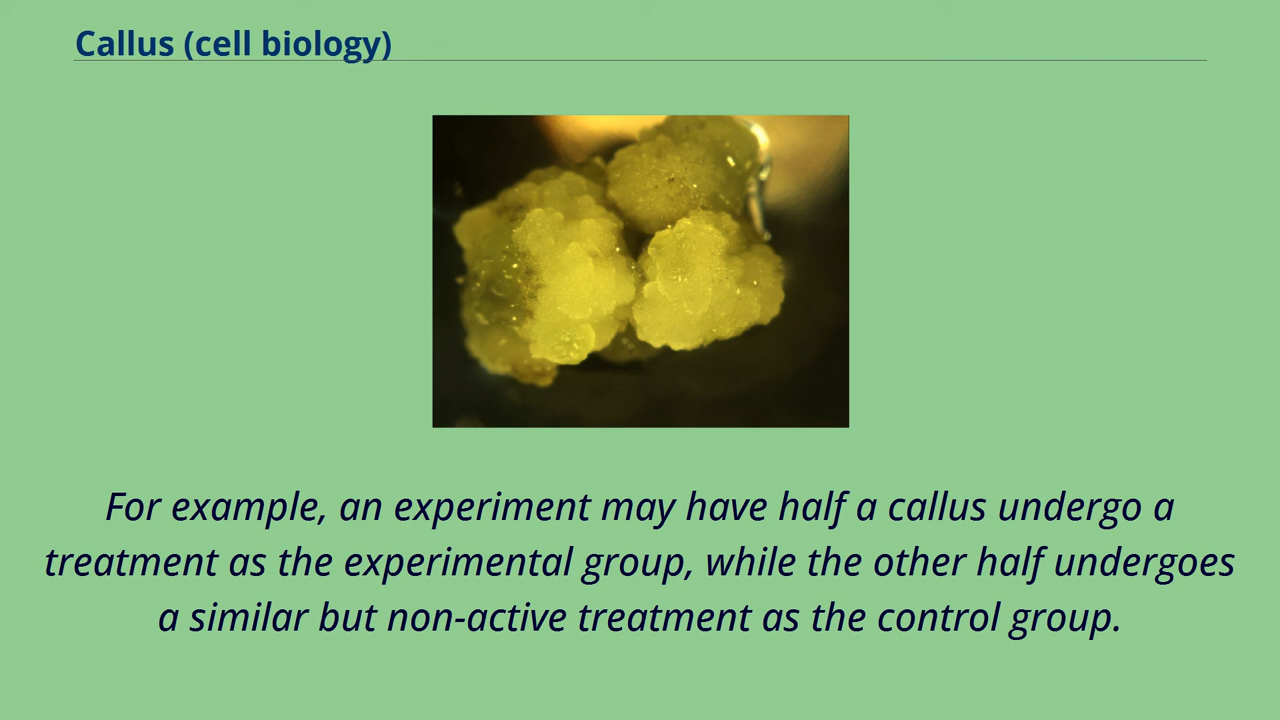 Callus (cell biology)
For example, an experiment may have half a callus undergo a
treatment as the experimental group, while the other half undergoes
a similar but non-active treatment as the control group.